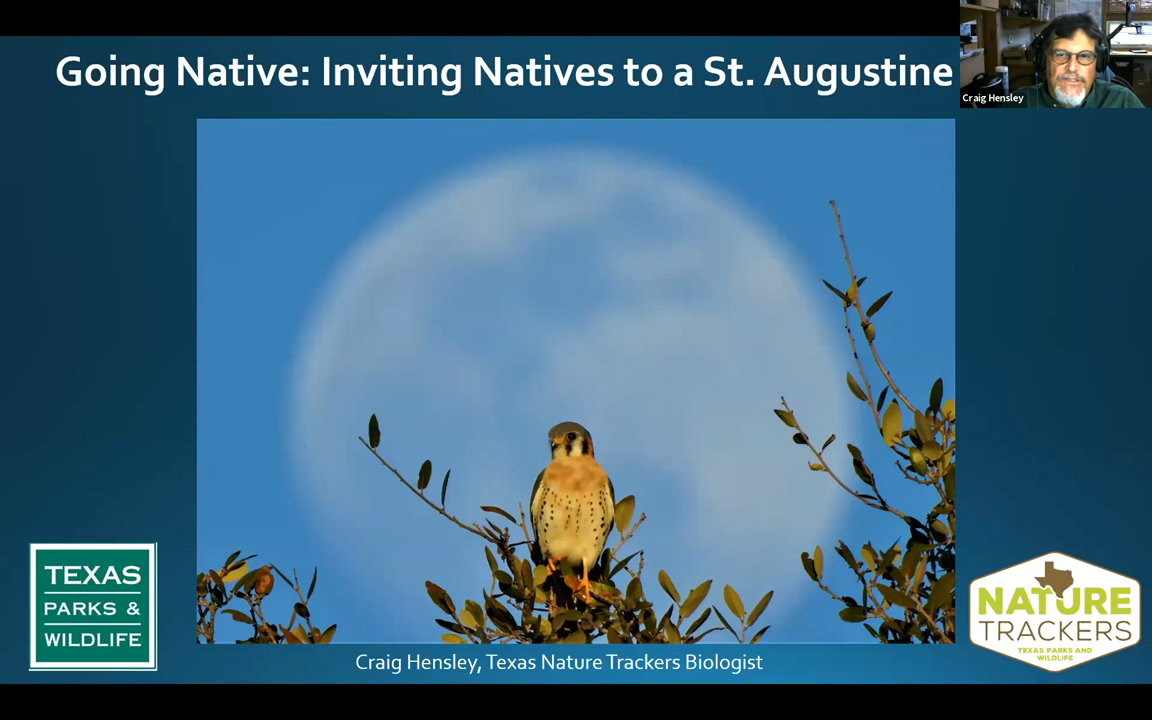 Going Native: Inviting Natives to a St. Augustine
Craig Hensley
TEXAS
PARKS &
WILDLIFE
Craig Hensley, Texas Nature Trackers Biologist
NATURE
TRACKERS
TEXAS PARKS AND
WILDLIFE